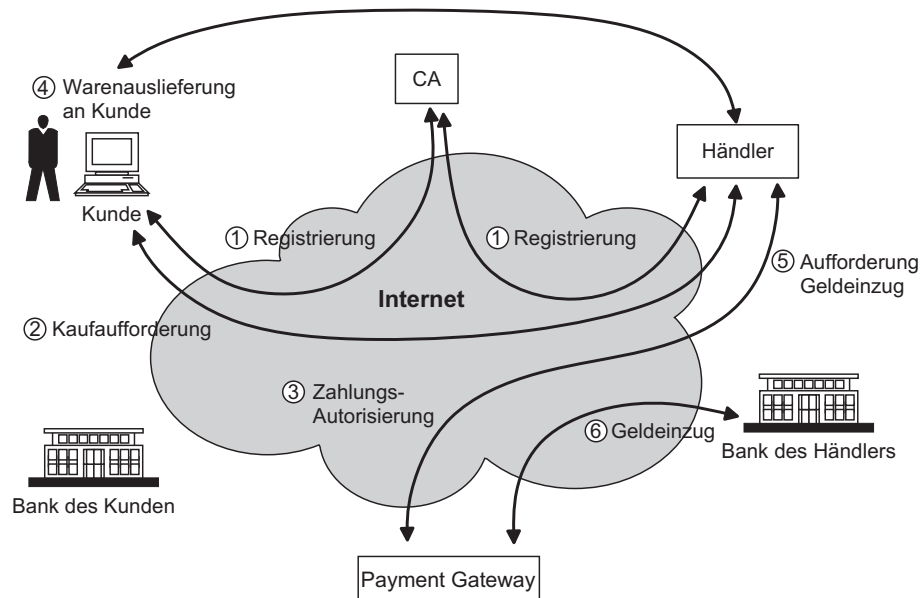 ④ Warenauslieferung
an Kunde
CA
Händler
Kunde
① Registrierung
① Registrierung
⑤ Aufforderung
Geldeinzug
Internet
② Kaufaufforderung
③ Zahlungs-
Autorisierung
⑥ Geldeinzug
Bank des Händlers
Bank des Kunden
Payment Gateway